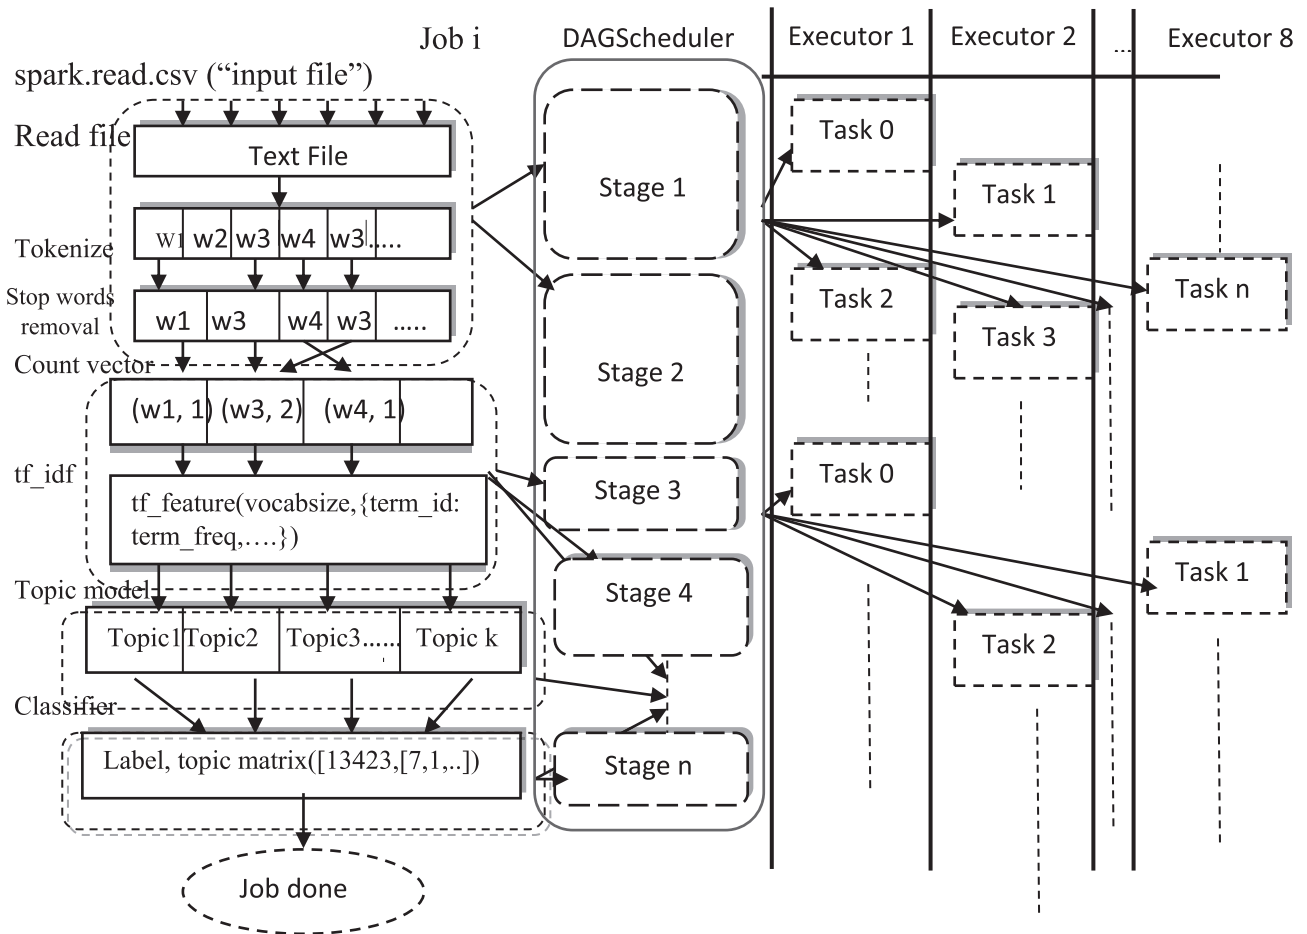 Job i
DAGScheduler
Executor 1
Executor 2
...
Executor 8
spark.read.csv (“input file”)
Read file
Text File
Tokenize
W1 w2 w3 w4 w3.....
Stop words
removal
w1 w3 w4 w3 .....
Count vector
(w1, 1) (w3, 2) (w4, 1)
tf_idf
tf_feature(vocabsize,{term_id:
term_freq,….})
Topic model
Topic1 Topic2 Topic3...... Topic k
Classifier
Label, topic matrix([13423,[7,1,..])
Job done
Stage 1
Stage 2
Stage 3
Stage 4
Stage n
Task 0
Task 1
Task 2
Task 3
Task n
Task 0
Task 1
Task 2